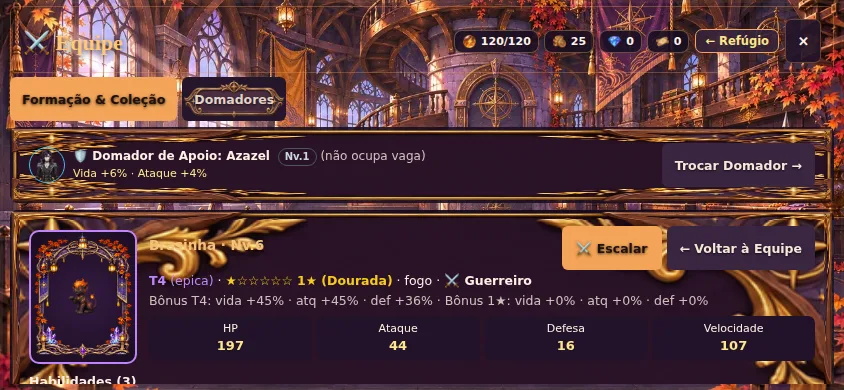 ⚔️ Equipe
120/120 25 0 0 ← Refúgio ✕
Formação & Coleção Domadores
🛡️ Domador de Apoio: Azazel Nv.1 (não ocupa vaga)
Vida +6% · Ataque +4%
Trocar Domador →
Brasinha · Nv.6
⚔️ Escalar ← Voltar à Equipe
T4 (epica) · ★☆☆☆☆☆ 1★ (Dourada) · fogo · ⚔️ Guerreiro
Bônus T4: vida +45% · atq +45% · def +36% · Bônus 1★: vida +0% · atq +0% · def +0%
HP Ataque Defesa Velocidade
197 44 16 107
Habilidades (3)